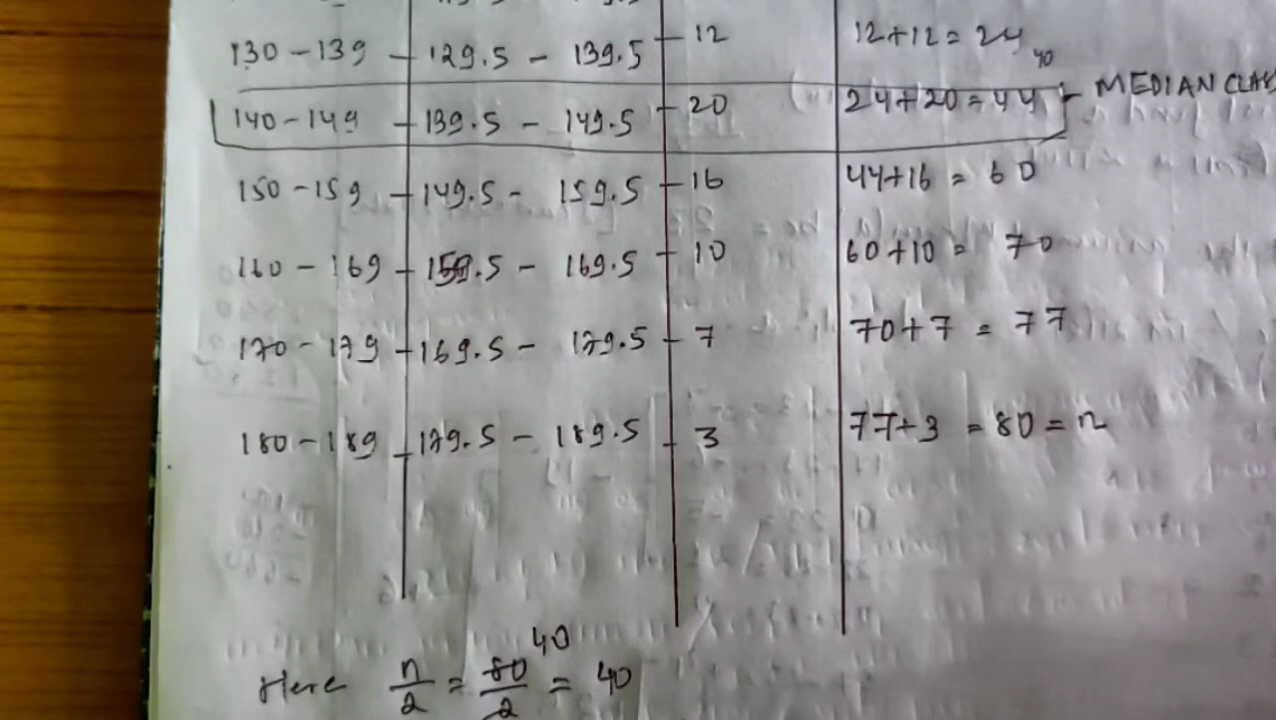 130 - 139 129.5 - 139.5 12 12+12 = 24
40
140 - 149 139.5 - 149.5 20 24+20 = 44 MEDIAN CLAS
150 - 159 149.5 - 159.5 16 44+16 = 60
160 - 169 159.5 - 169.5 10 60+10 = 70
170 - 179 169.5 - 179.5 7 70+7 = 77
180 - 189 179.5 - 189.5 3 77+3 = 80 = n
40
Here n/2 = 80/2 = 40